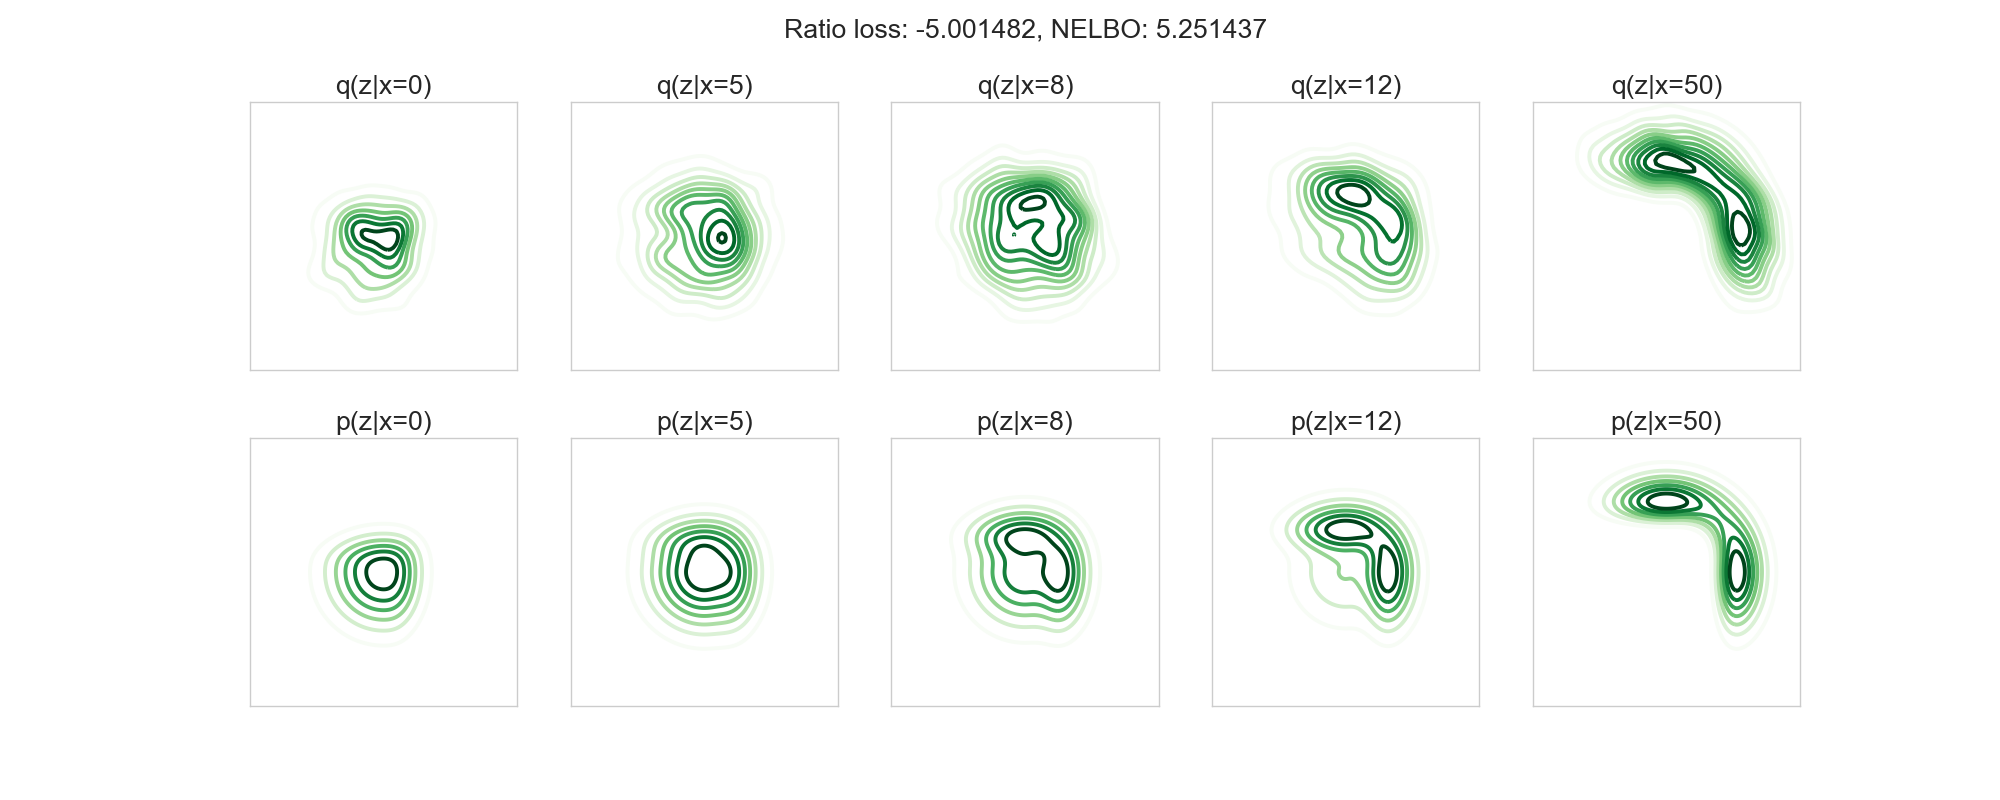 Ratio loss: -5.001482, NELBO: 5.251437
q(z|x=0) q(z|x=5) q(z|x=8) q(z|x=12) q(z|x=50)
p(z|x=0) p(z|x=5) p(z|x=8) p(z|x=12) p(z|x=50)